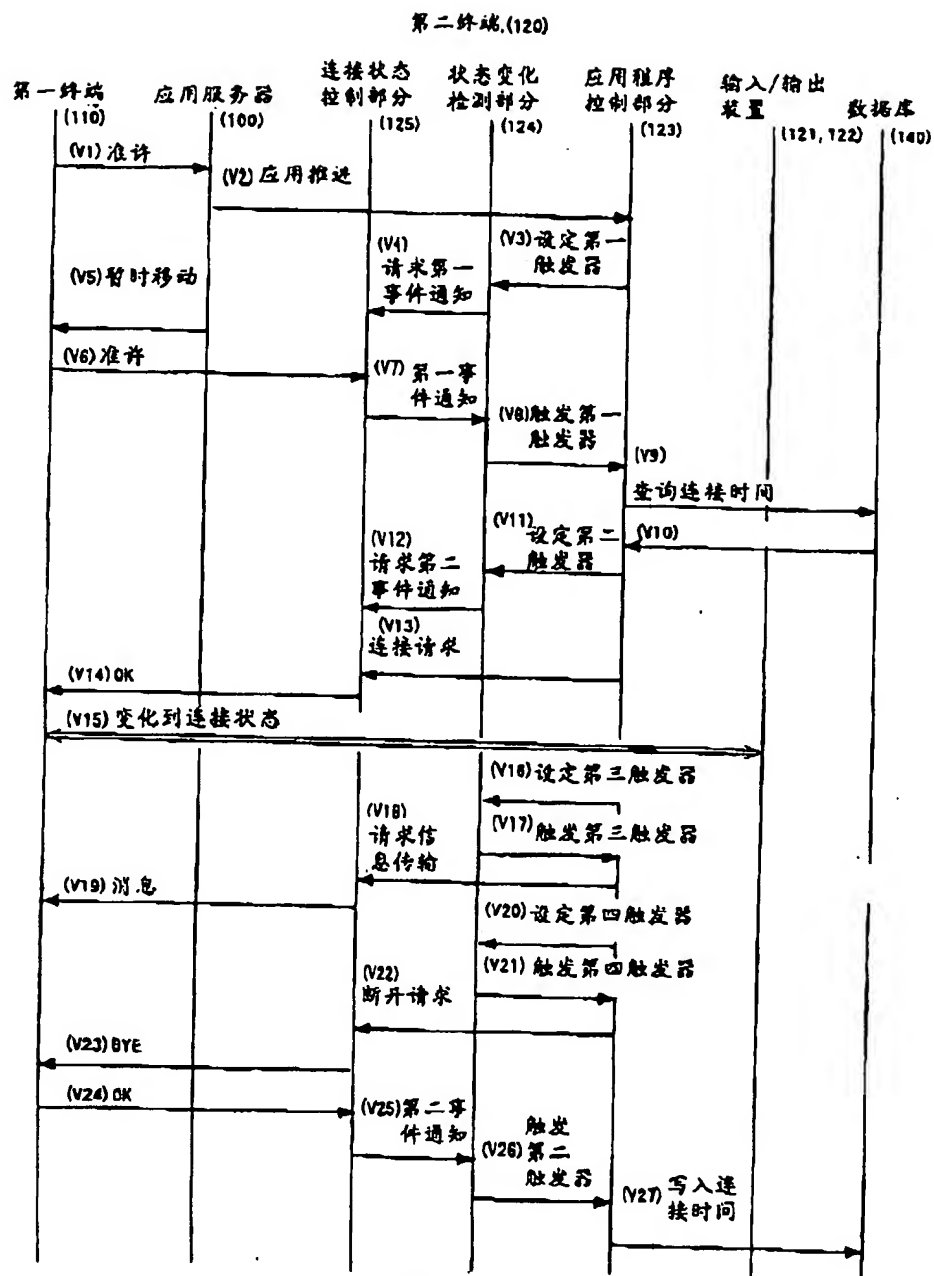 第二终端,(120)
第一终端
(110)
应用服务器
(100)
连接状态
控制部分
(125)
状态变化
检测部分
(124)
应用程序
控制部分
(123)
输入/输出
装置
(121,122)
数据库
(140)
(V1)准许
(V2)应用推进
(V3)设定第一
触发器
(V4)
请求第一
事件通知
(V5)暂时移动
(V6)准许
(V7)第一事
件通知
(V8)触发第一
触发器
(V9)
查询连接时间
(V10)
(V11)
设定第二
触发器
(V12)
请求第二
事件通知
(V13)
连接请求
(V14)OK
(V15)变化到连接状态
(V16)设定第三触发器
(V17)触发第三触发器
(V18)
请求信
息传输
(V19)消息
(V20)设定第四触发器
(V21)触发第四触发器
(V22)
断开请求
(V23)BYE
(V24)OK
(V25)第二事
件通知
触发
(V26)第二
触发器
(V27)写入连
接时间